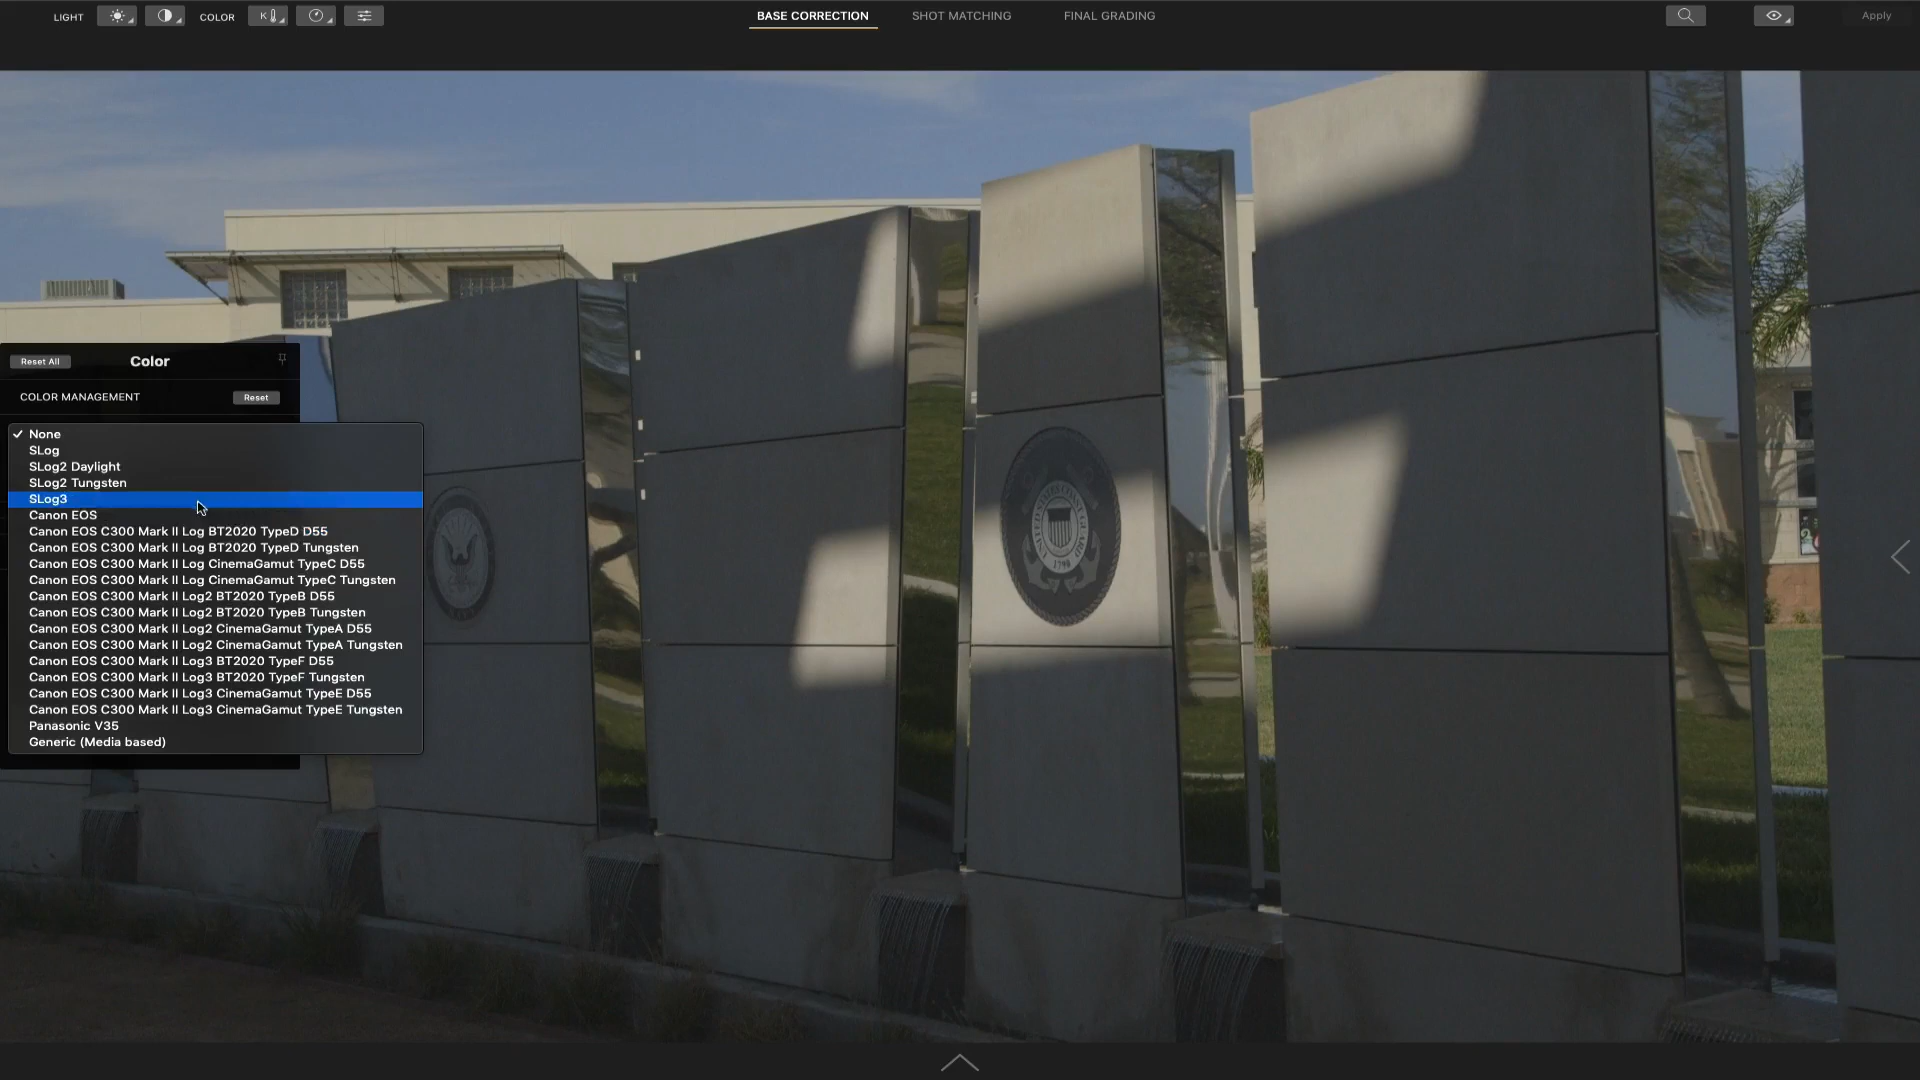 LIGHT
K
COLOR
BASE CORRECTION
SHOT MATCHING
FINAL GRADING
Apply
Reset All
Color
COLOR MANAGEMENT
Reset
None
SLog
SLog2 Daylight
SLog2 Tungsten
SLog3
Canon EOS
Canon EOS C300 Mark II Log BT2020 TypeD D55
Canon EOS C300 Mark II Log BT2020 TypeD Tungsten
Canon EOS C300 Mark II Log CinemaGamut TypeC D55
Canon EOS C300 Mark II Log CinemaGamut TypeC Tungsten
Canon EOS C300 Mark II Log2 BT2020 TypeB D55
Canon EOS C300 Mark II Log2 BT2020 TypeB Tungsten
Canon EOS C300 Mark II Log2 CinemaGamut TypeA D55
Canon EOS C300 Mark II Log2 CinemaGamut TypeA Tungsten
Canon EOS C300 Mark II Log3 BT2020 TypeF D55
Canon EOS C300 Mark II Log3 BT2020 TypeF Tungsten
Canon EOS C300 Mark II Log3 CinemaGamut TypeE D55
Canon EOS C300 Mark II Log3 CinemaGamut TypeE Tungsten
Panasonic V35
Generic (Media based)
UNITED STATES COAST GUARD
1790